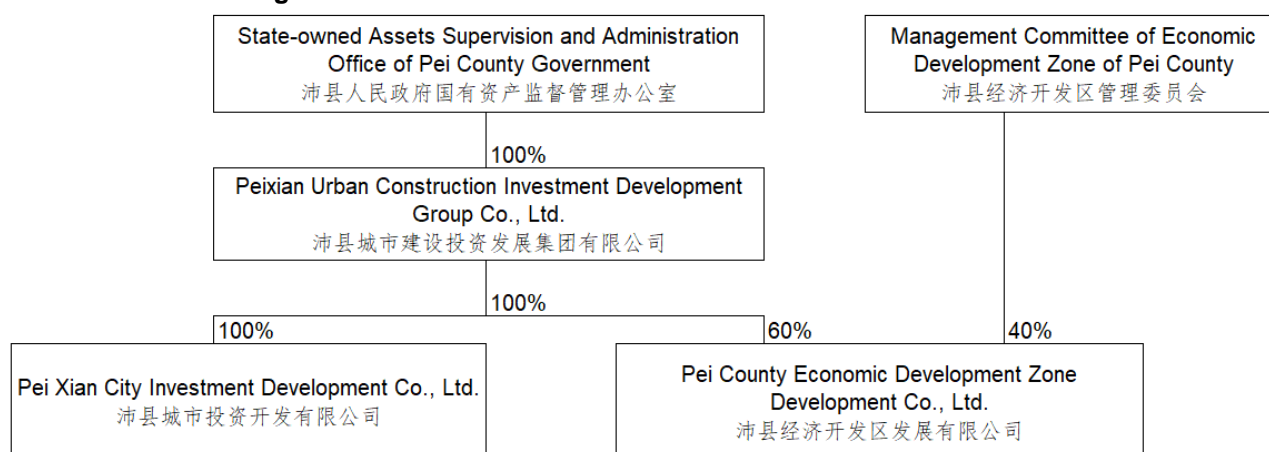 State-owned Assets Supervision and Administration
Office of Pei County Government
沛县人民政府国有资产监督管理办公室
Management Committee of Economic
Development Zone of Pei County
沛县经济开发区管理委员会
100%
Peixian Urban Construction Investment Development
Group Co., Ltd.
沛县城市建设投资发展集团有限公司
100%
100%
60%
40%
Pei Xian City Investment Development Co., Ltd.
沛县城市投资开发有限公司
Pei County Economic Development Zone
Development Co., Ltd.
沛县经济开发区发展有限公司